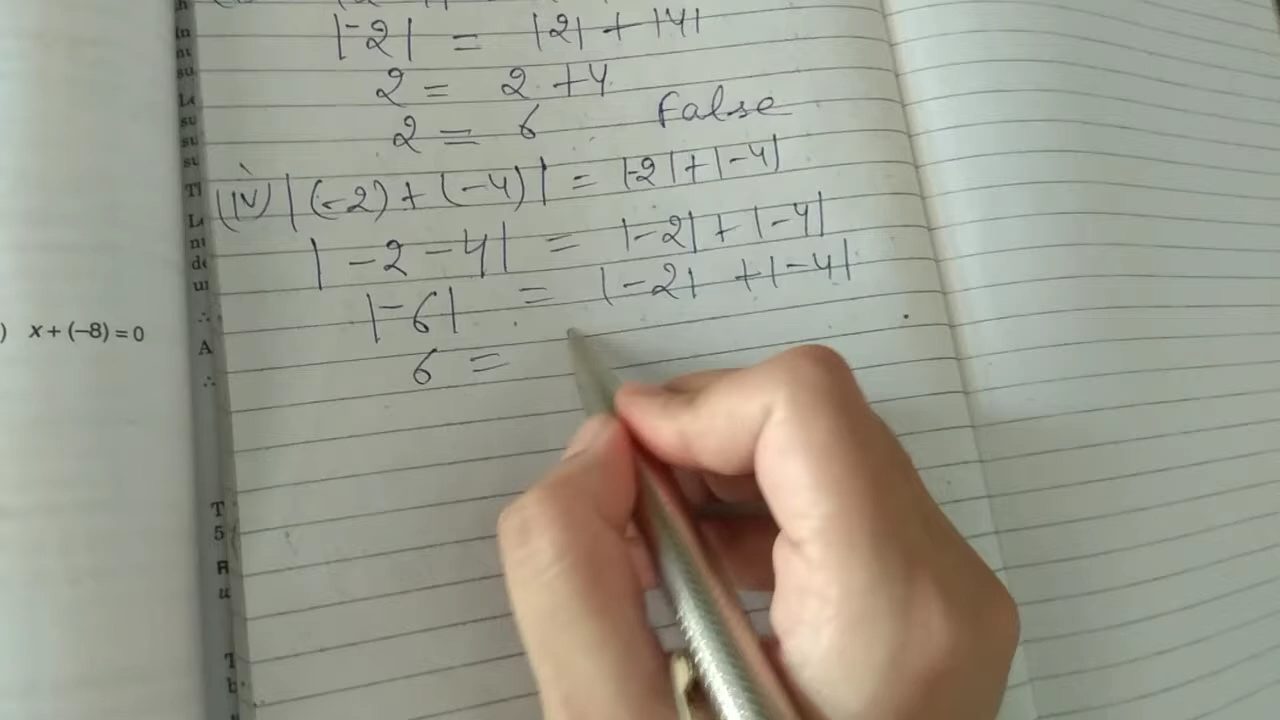 |-2| = |2| + |4|
2 = 2 + 4
2 = 6 False
(iv) |(-2) + (-4)| = |-2| + |-4|
|-2 - 4| = |-2| + |-4|
|-6| = |-2| + |-4|
6 =
) x + (–8) = 0